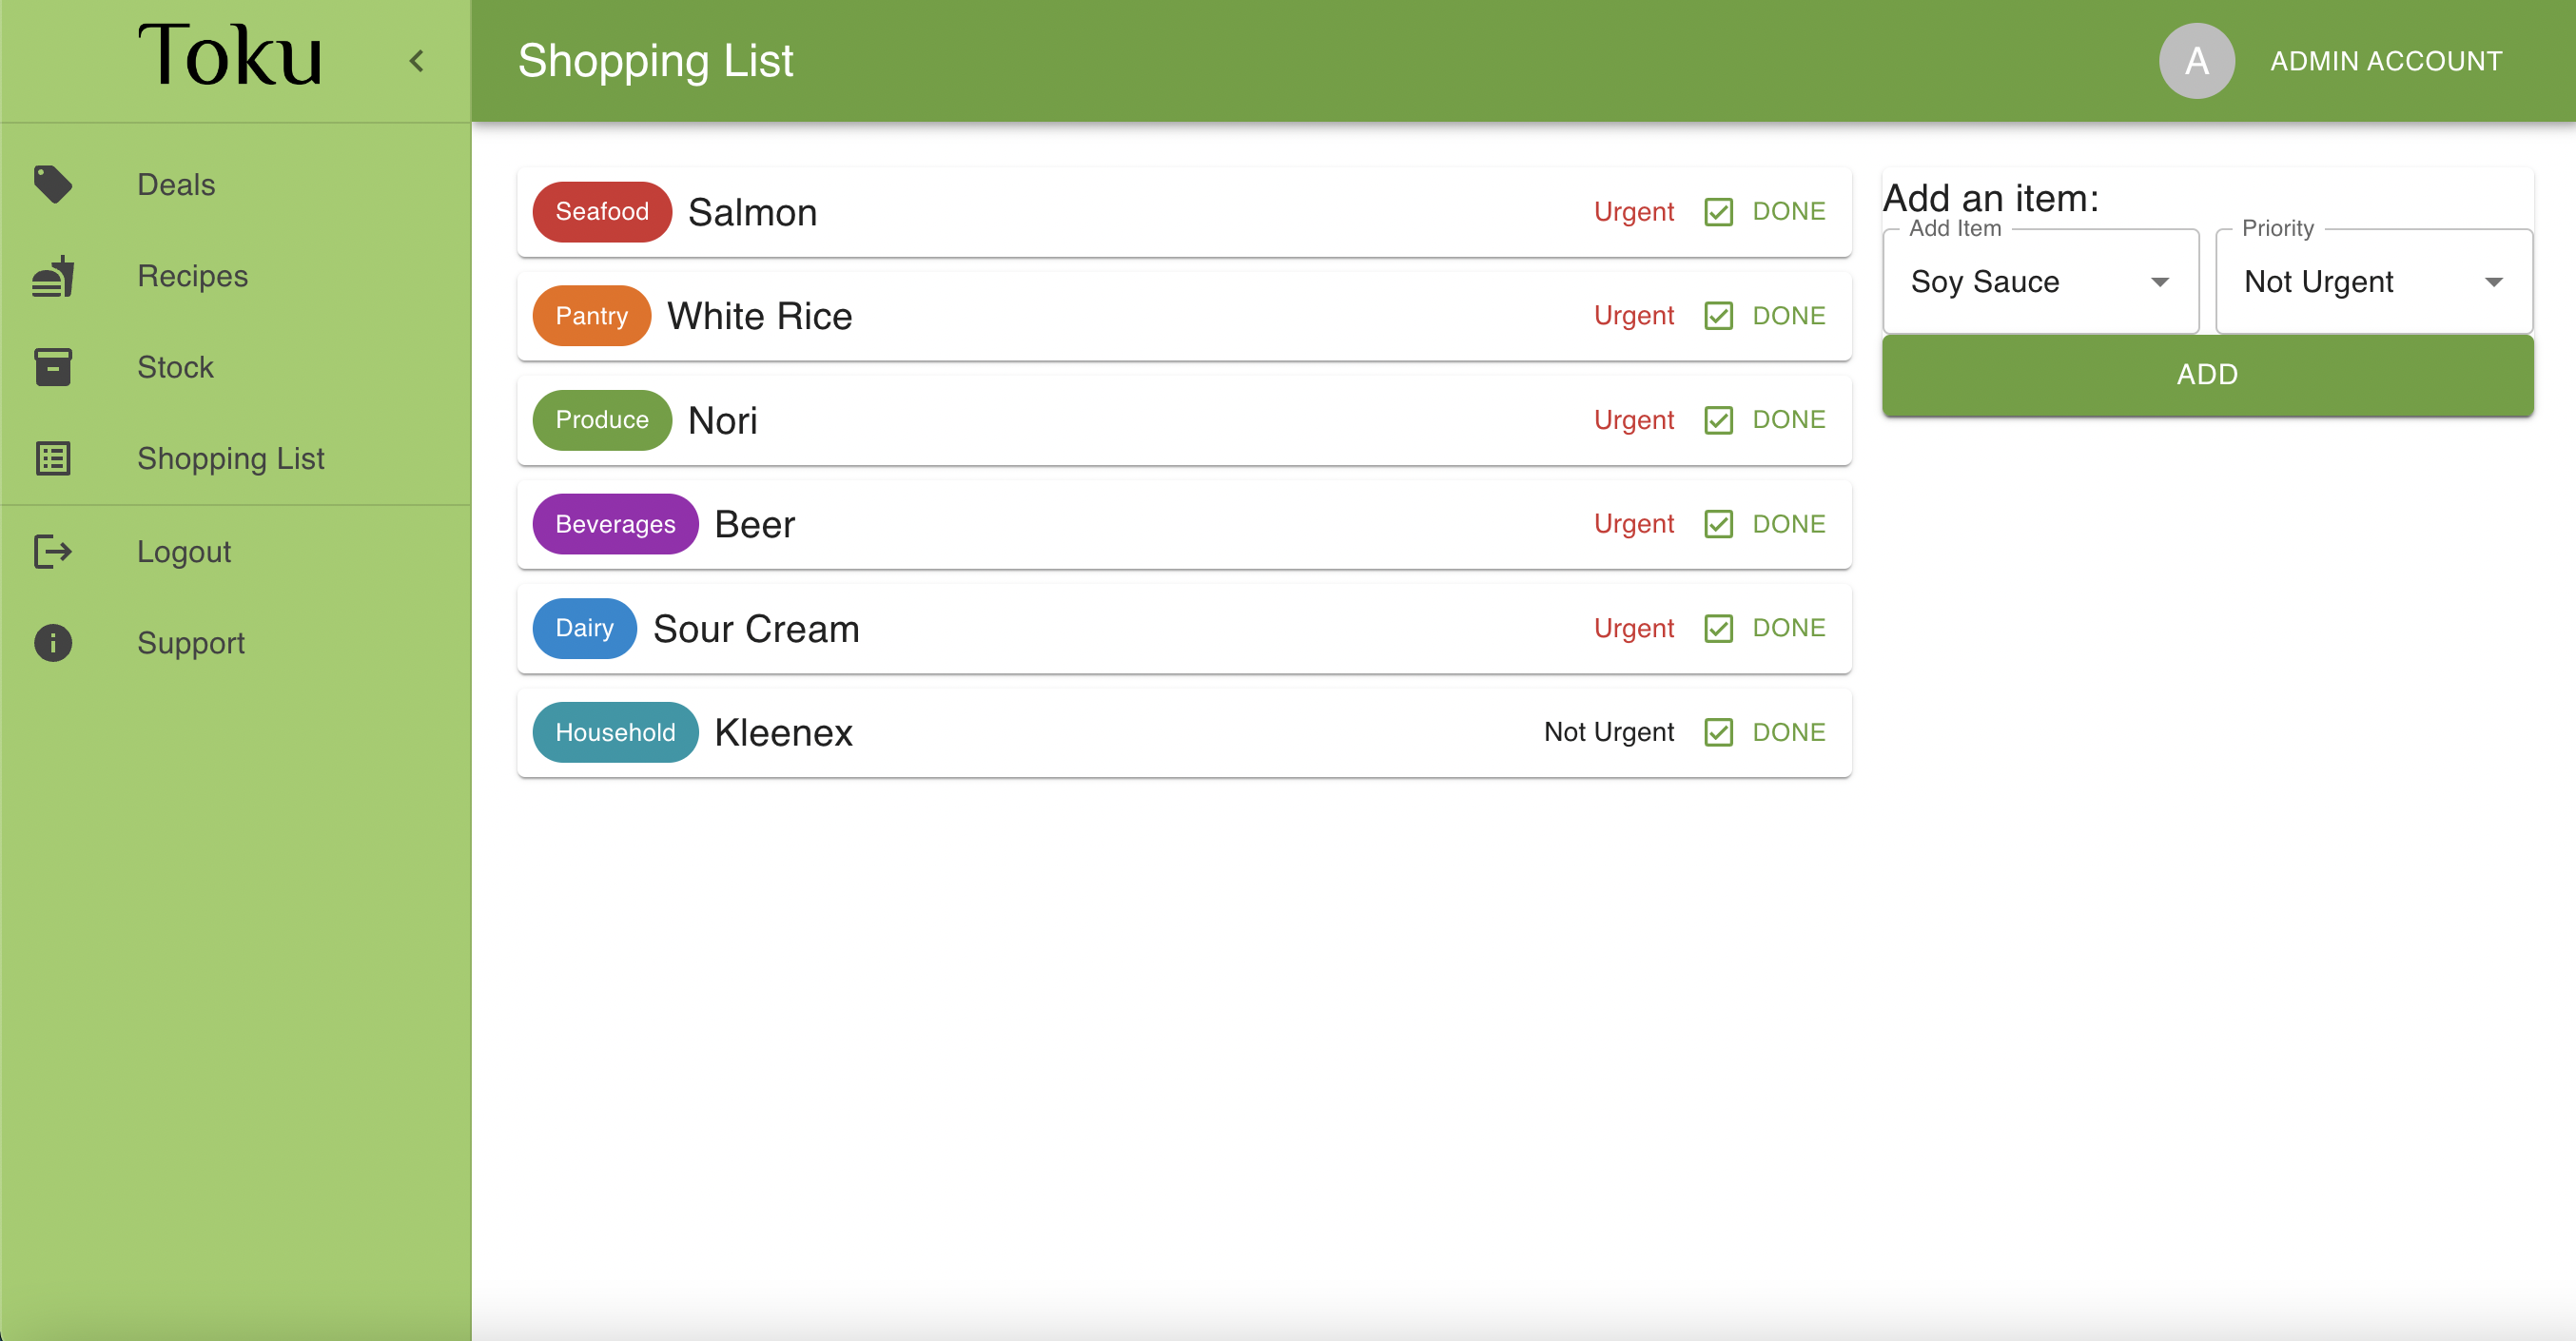 Toku
Shopping List
A ADMIN ACCOUNT
Deals
Recipes
Stock
Shopping List
Logout
Support
Seafood Salmon Urgent DONE
Pantry White Rice Urgent DONE
Produce Nori Urgent DONE
Beverages Beer Urgent DONE
Dairy Sour Cream Urgent DONE
Household Kleenex Not Urgent DONE
Add an item:
Add Item Priority
Soy Sauce Not Urgent
ADD